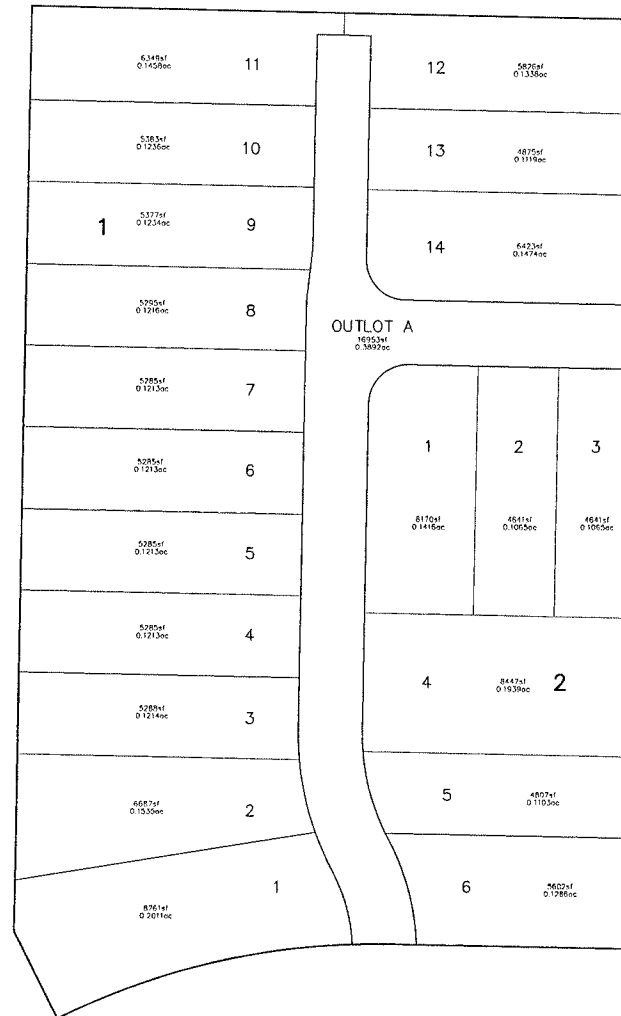 6349sf
0.1458ac
11
12
5826sf
0.1338ac
5383sf
0.1236ac
10
13
4875sf
0.1119ac
1
5377sf
0.1234ac
9
14
6423sf
0.1474ac
5295sf
0.1216ac
8
OUTLOT A
16953sf
0.3892ac
5285sf
0.1213ac
7
1
2
3
5285sf
0.1213ac
6
6170sf
0.1416ac
4641sf
0.1065ac
4641sf
0.1065ac
5285sf
0.1213ac
5
5285sf
0.1213ac
4
4
8447sf
0.1939ac
2
5288sf
0.1214ac
3
6687sf
0.1535ac
2
5
4807sf
0.1103ac
8761sf
0.2011ac
1
6
5602sf
0.1286ac